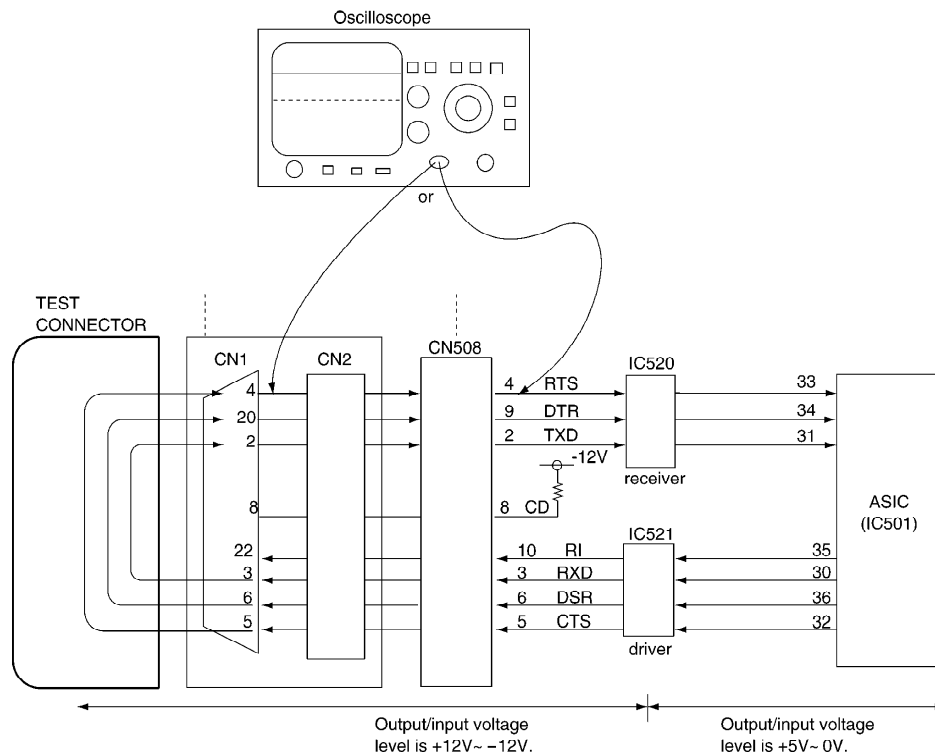 Oscilloscope
or
TEST
CONNECTOR
CN1
CN2
CN508
IC520
4
4 RTS
33
20
9 DTR
34
2
2 TXD
31
-12V
receiver
8
8 CD
ASIC
(IC501)
IC521
22
10 RI
35
3
3 RXD
30
6
6 DSR
36
5
5 CTS
32
driver
Output/input voltage
level is +12V~ −12V.
Output/input voltage
level is +5V~ 0V.